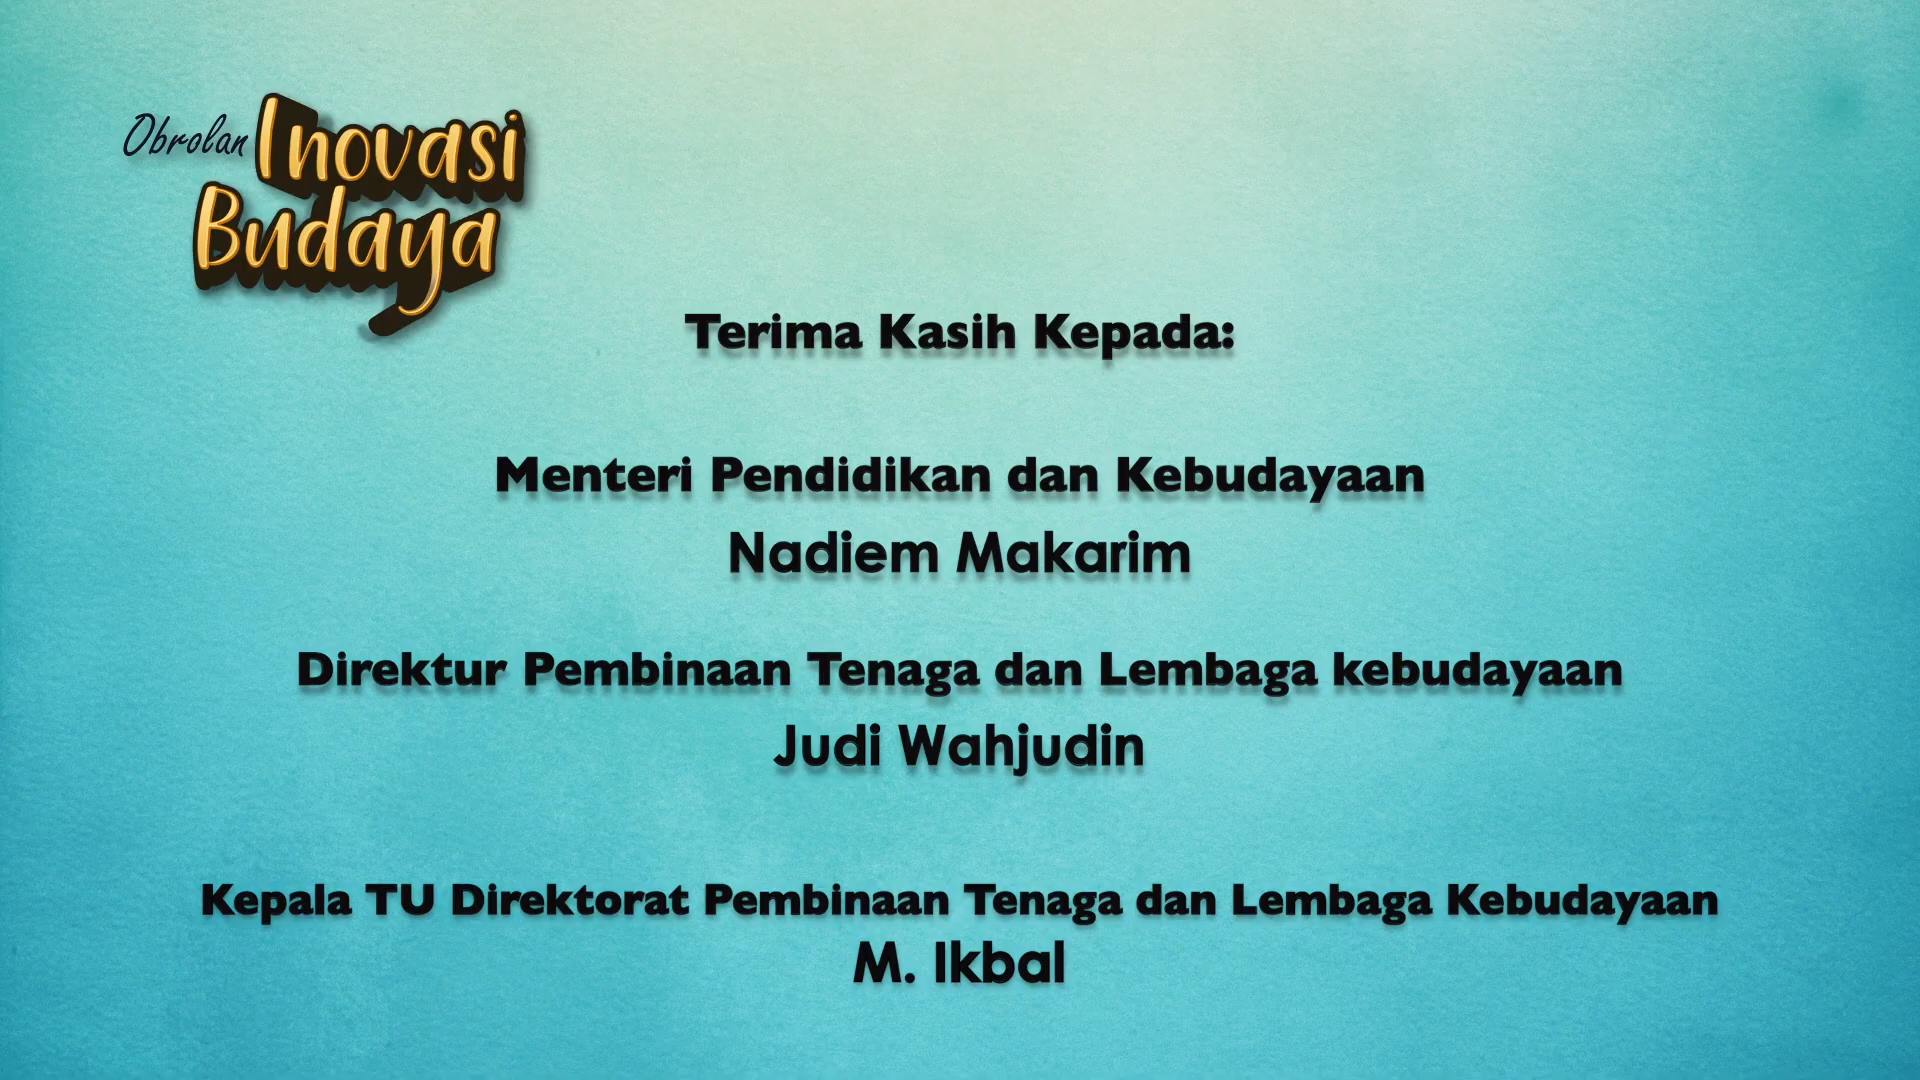 Obrolan Inovasi
Budaya
Terima Kasih Kepada:
Menteri Pendidikan dan Kebudayaan
Nadiem Makarim
Direktur Pembinaan Tenaga dan Lembaga kebudayaan
Judi Wahjudin
Kepala TU Direktorat Pembinaan Tenaga dan Lembaga Kebudayaan
M. Ikbal